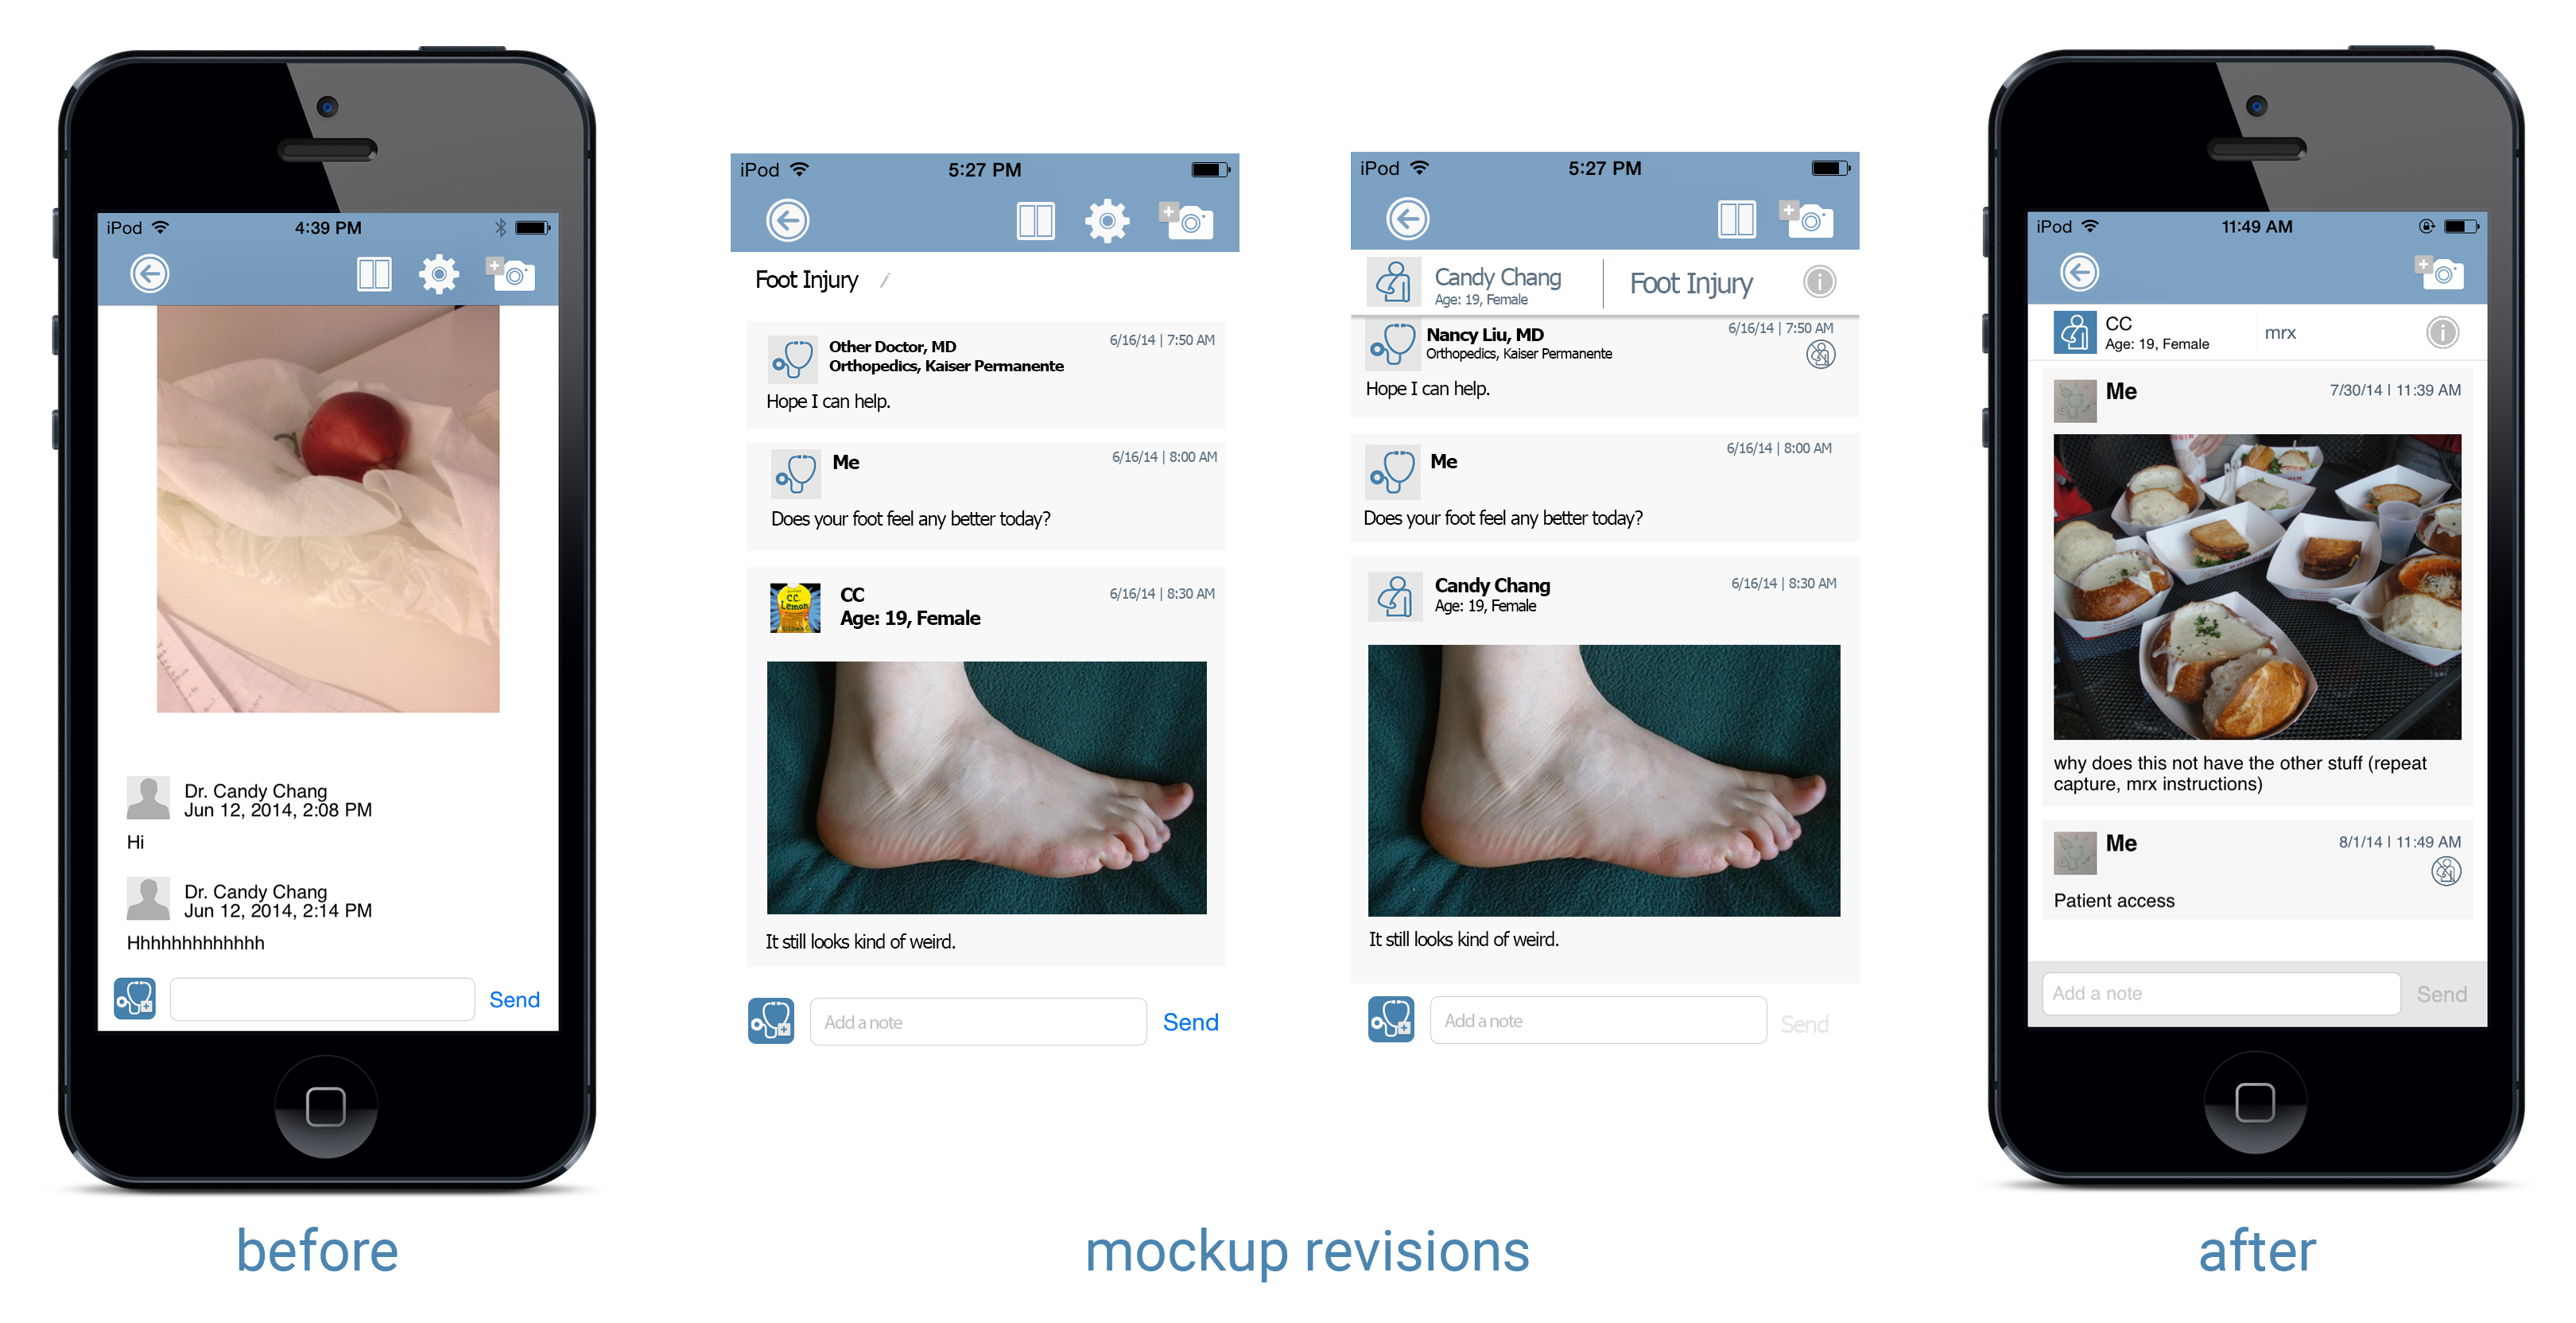 iPod
4:39 PM
Dr. Candy Chang
Jun 12, 2014, 2:08 PM
Hi
Dr. Candy Chang
Jun 12, 2014, 2:14 PM
Hhhhhhhhhhhhh
Send
before
iPod
5:27 PM
Foot Injury
Other Doctor, MD
Orthopedics, Kaiser Permanente
6/16/14 | 7:50 AM
Hope I can help.
Me
6/16/14 | 8:00 AM
Does your foot feel any better today?
C.C.
Lemon
Vitamin C
CC
Age: 19, Female
6/16/14 | 8:30 AM
It still looks kind of weird.
Add a note
Send
iPod
5:27 PM
Candy Chang
Age: 19, Female
Foot Injury
Nancy Liu, MD
Orthopedics, Kaiser Permanente
6/16/14 | 7:50 AM
Hope I can help.
Me
6/16/14 | 8:00 AM
Does your foot feel any better today?
Candy Chang
Age: 19, Female
6/16/14 | 8:30 AM
It still looks kind of weird.
Add a note
Send
mockup revisions
iPod
11:49 AM
CC
Age: 19, Female
mrx
Me
7/30/14 | 11:39 AM
why does this not have the other stuff (repeat
capture, mrx instructions)
Me
8/1/14 | 11:49 AM
Patient access
Add a note
Send
after